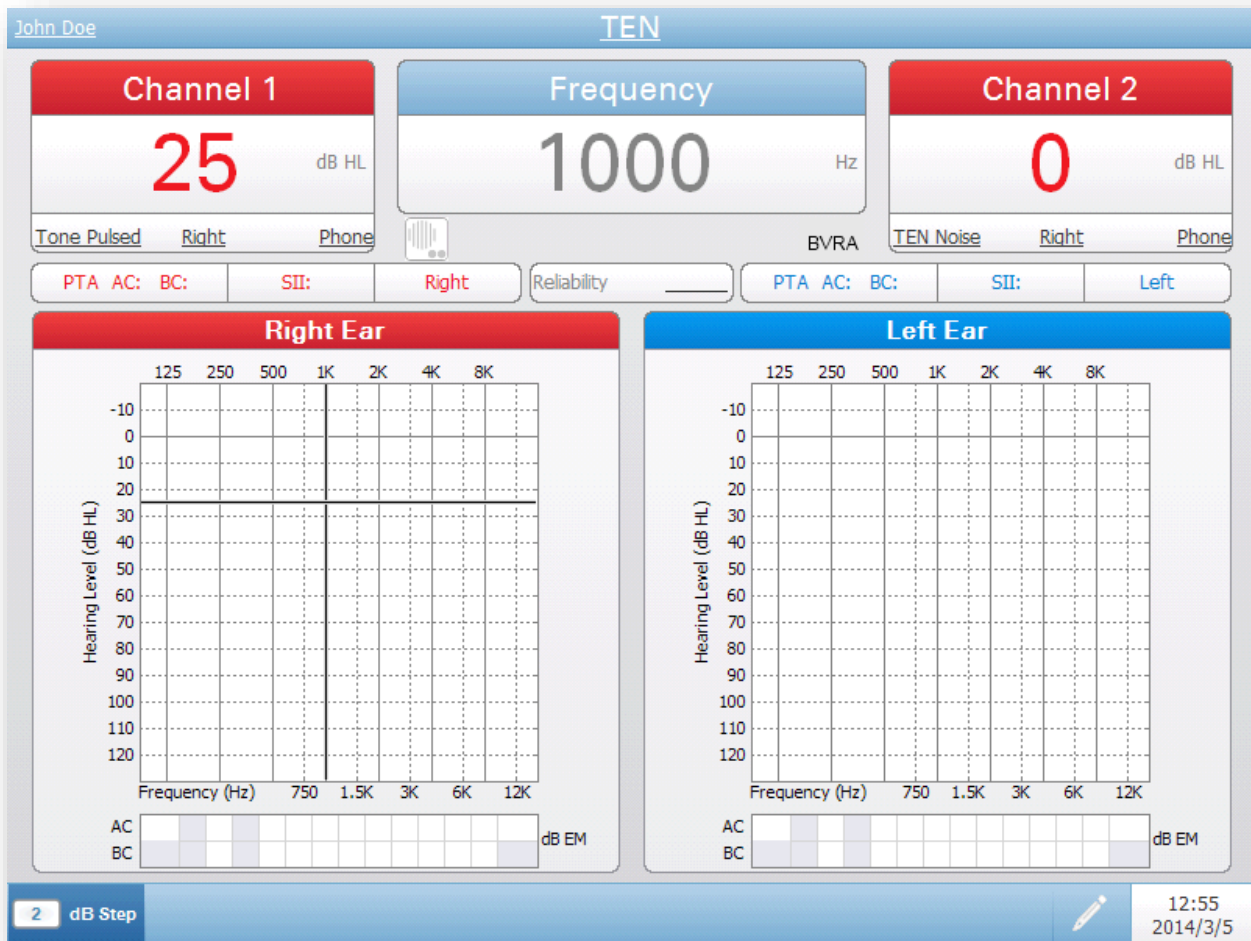 John Doe
TEN
Channel 1
25 dB HL
Tone Pulsed Right Phone
Frequency
1000 Hz
BVRA
Channel 2
0 dB HL
TEN Noise Right Phone
PTA AC: BC: SII: Right
Reliability
PTA AC: BC: SII: Left
Right Ear
125 250 500 1K 2K 4K 8K
-10
0
10
20
30
40
50
60
70
80
90
100
110
120
Hearing Level (dB HL)
Frequency (Hz) 750 1.5K 3K 6K 12K
AC
BC
dB EM
Left Ear
125 250 500 1K 2K 4K 8K
-10
0
10
20
30
40
50
60
70
80
90
100
110
120
Hearing Level (dB HL)
Frequency (Hz) 750 1.5K 3K 6K 12K
AC
BC
dB EM
2 dB Step
12:55
2014/3/5